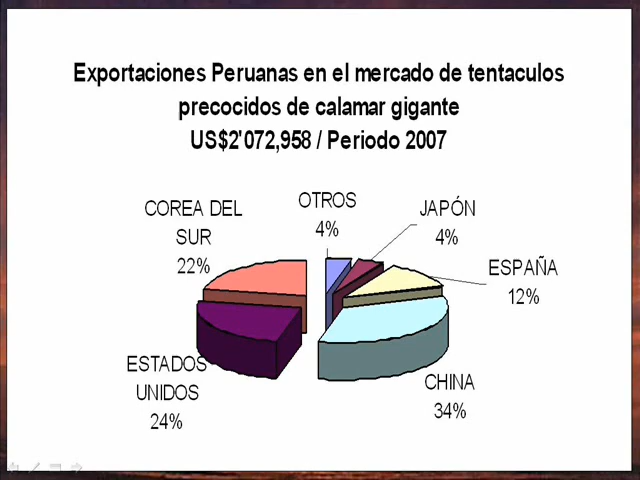 Exportaciones Peruanas en el mercado de tentaculos
precocidos de calamar gigante
US$2'072,958 / Periodo 2007
OTROS
4%
JAPÓN
4%
ESPAÑA
12%
CHINA
34%
ESTADOS
UNIDOS
24%
COREA DEL
SUR
22%